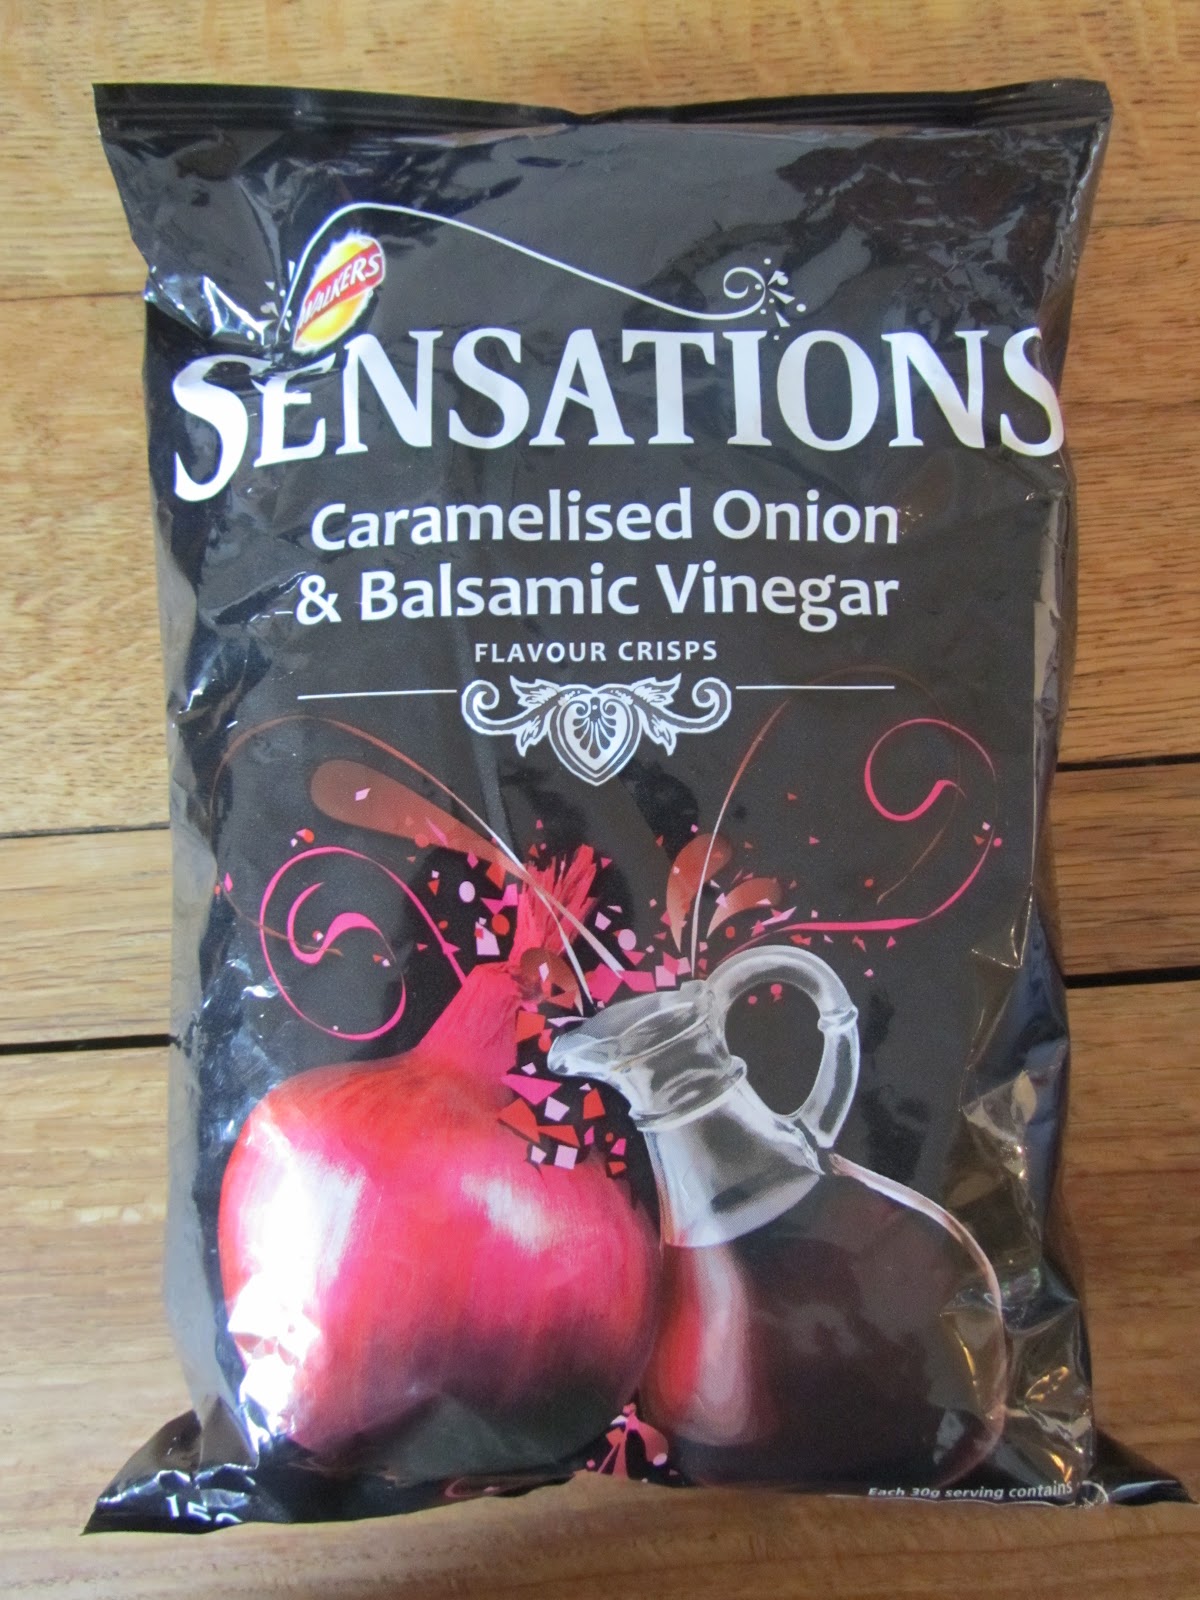 WALKERS
SENSATIONS
Caramelised Onion
& Balsamic Vinegar
FLAVOUR CRISPS
Each 30g serving contains